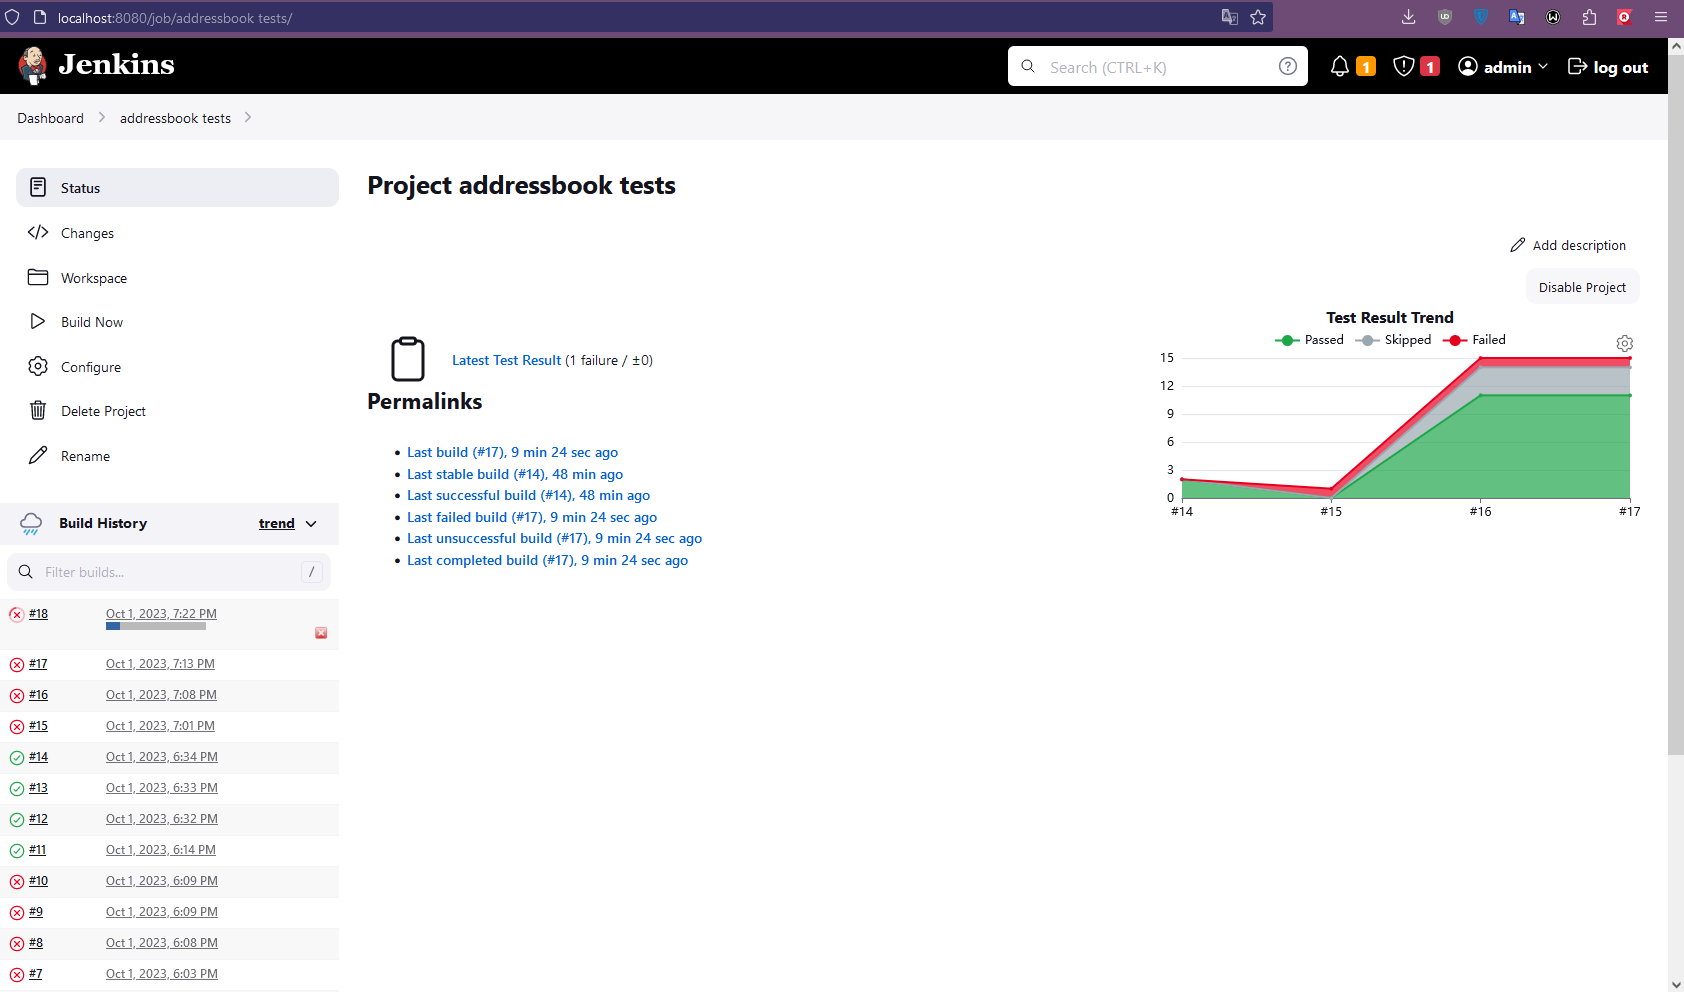 localhost:8080/job/addressbook tests/
Jenkins
Search (CTRL+K)
1
1
admin
log out
Dashboard
addressbook tests
Status
Changes
Workspace
Build Now
Configure
Delete Project
Rename
Build History
trend
Filter builds...
/
#18 Oct 1, 2023, 7:22 PM
#17 Oct 1, 2023, 7:13 PM
#16 Oct 1, 2023, 7:08 PM
#15 Oct 1, 2023, 7:01 PM
#14 Oct 1, 2023, 6:34 PM
#13 Oct 1, 2023, 6:33 PM
#12 Oct 1, 2023, 6:32 PM
#11 Oct 1, 2023, 6:14 PM
#10 Oct 1, 2023, 6:09 PM
#9 Oct 1, 2023, 6:09 PM
#8 Oct 1, 2023, 6:08 PM
#7 Oct 1, 2023, 6:03 PM
Project addressbook tests
Add description
Disable Project
Latest Test Result (1 failure / ±0)
Permalinks
Last build (#17), 9 min 24 sec ago
Last stable build (#14), 48 min ago
Last successful build (#14), 48 min ago
Last failed build (#17), 9 min 24 sec ago
Last unsuccessful build (#17), 9 min 24 sec ago
Last completed build (#17), 9 min 24 sec ago
Test Result Trend
Passed Skipped Failed
15
12
9
6
3
0
#14 #15 #16 #17